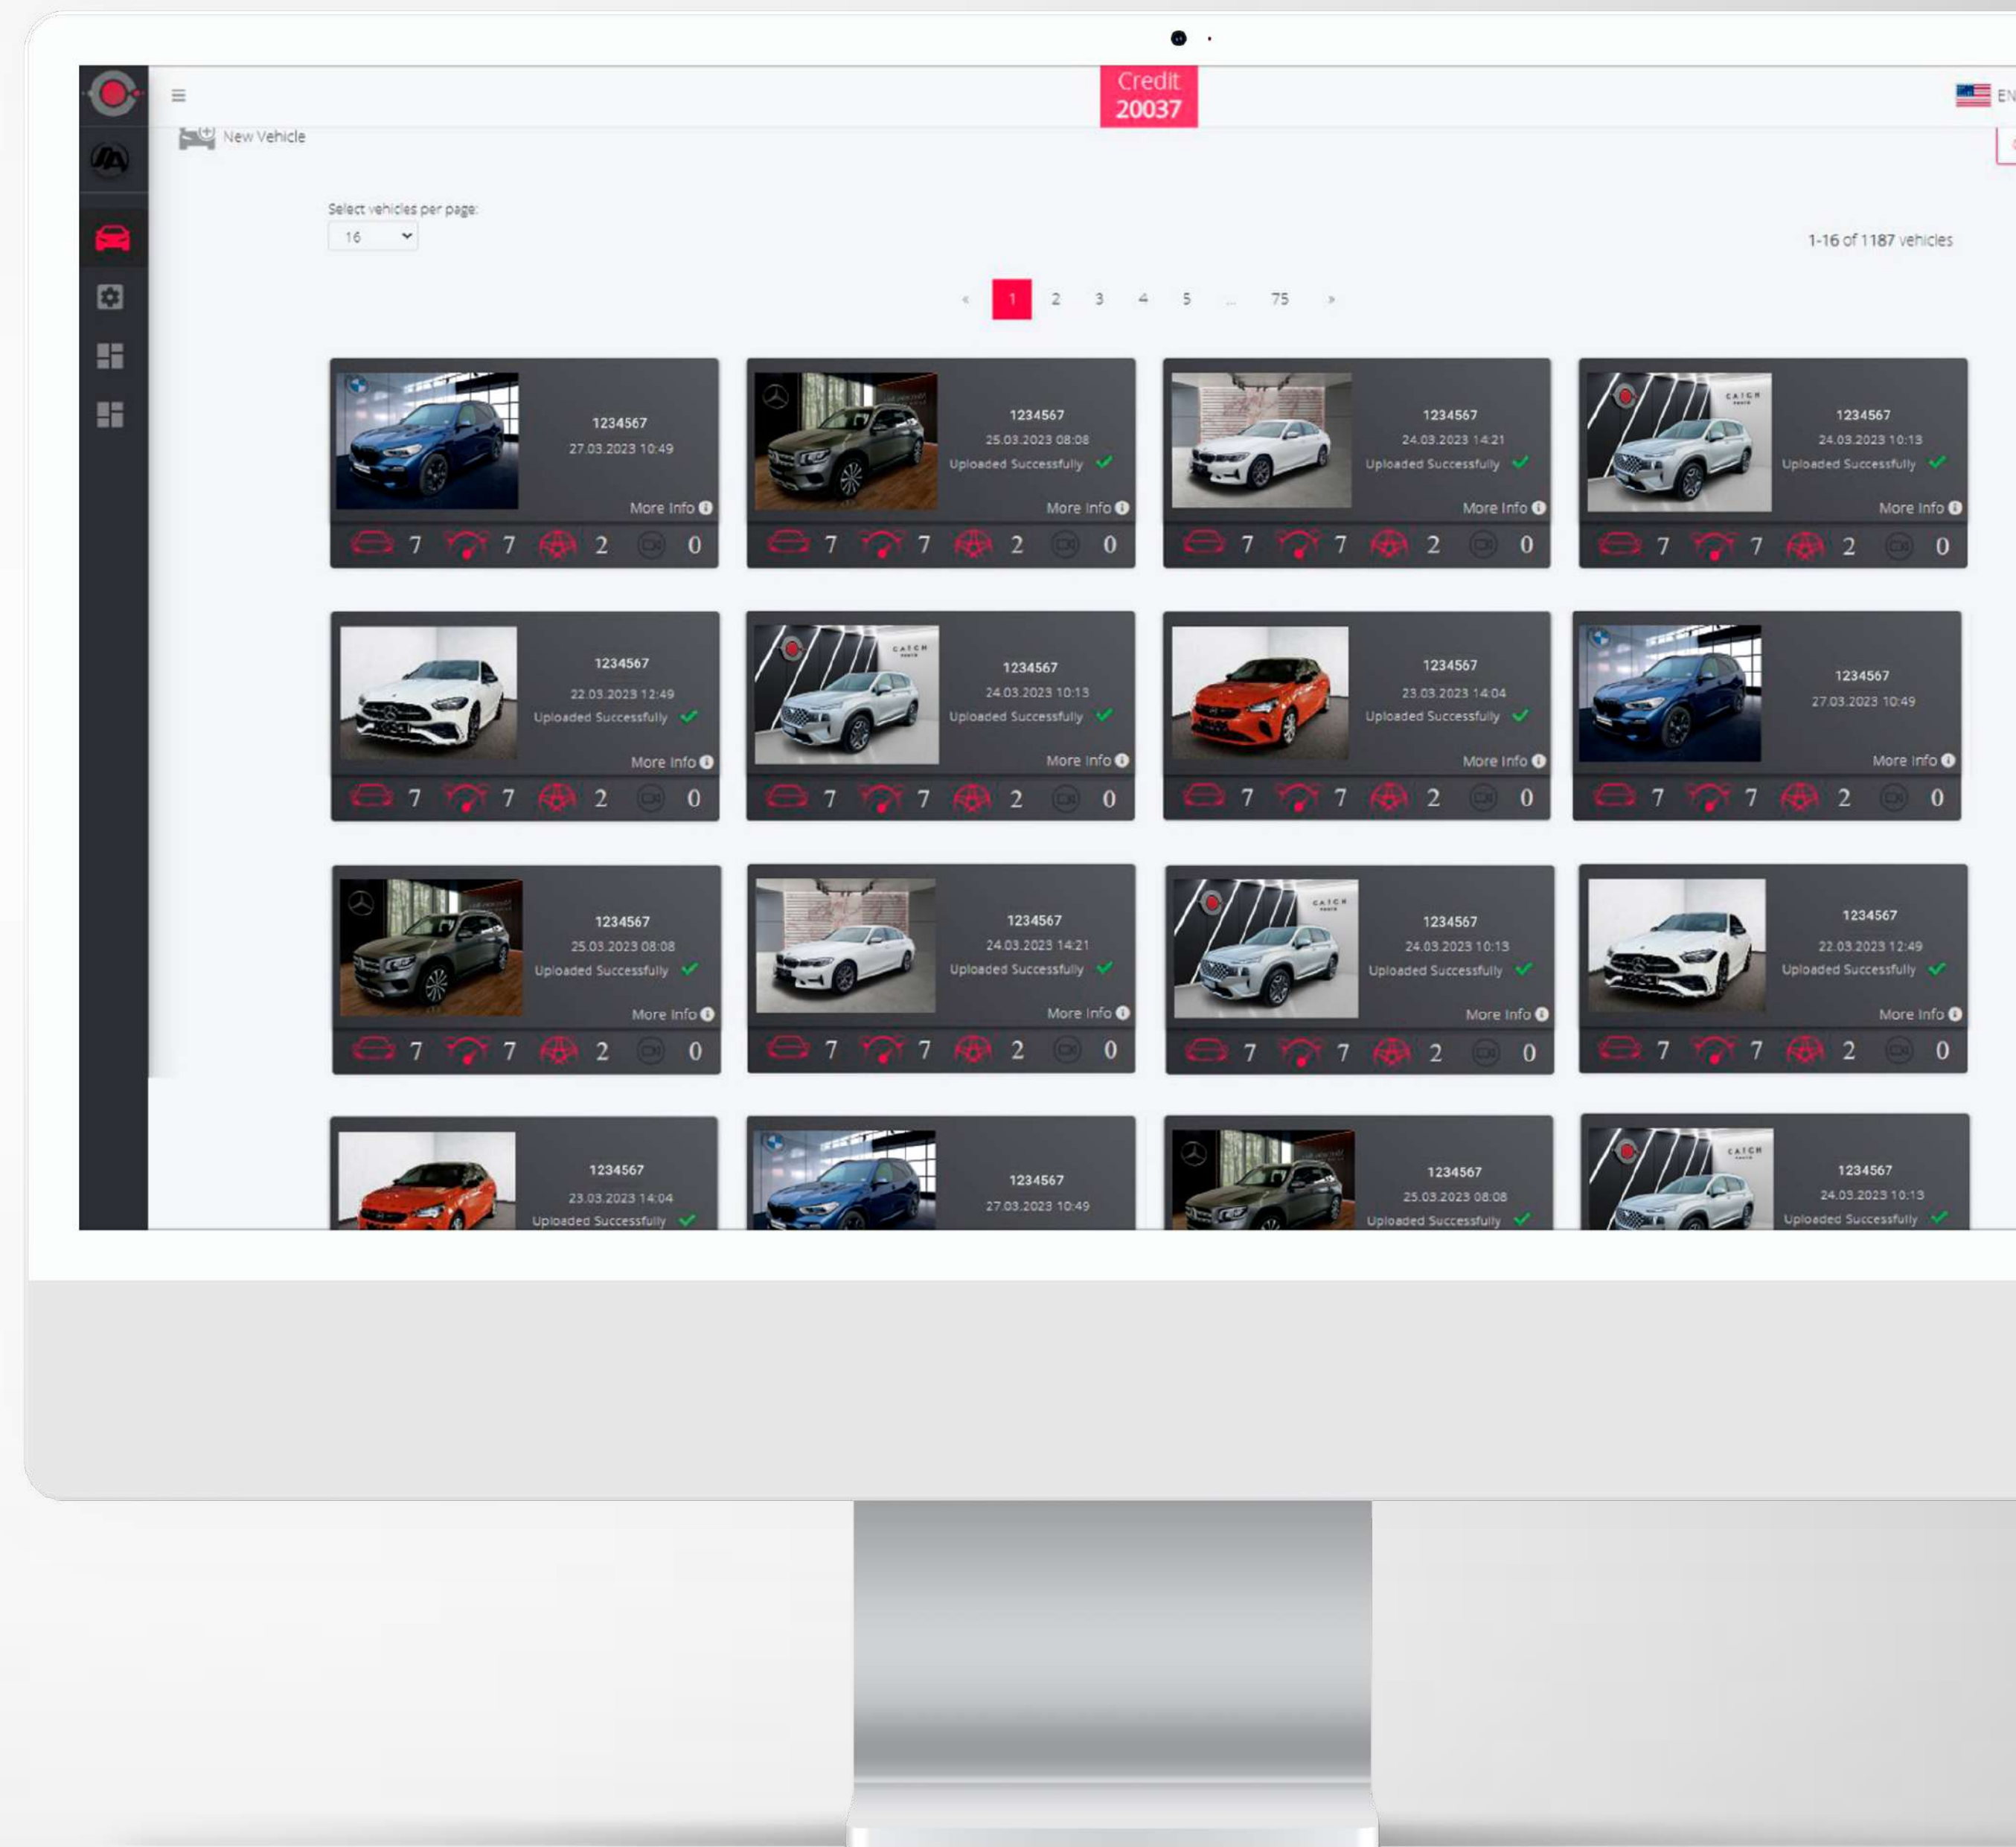 Credit
20037
EN
New Vehicle
Select vehicles per page:
16
1-16 of 1187 vehicles
« 1 2 3 4 5 ... 75 »
1234567
27.03.2023 10:49
More Info
7 7 2 0
1234567
25.03.2023 08:08
Uploaded Successfully
More Info
7 7 2 0
1234567
24.03.2023 14:21
Uploaded Successfully
More Info
7 7 2 0
CATCH
1234567
24.03.2023 10:13
Uploaded Successfully
More Info
7 7 2 0
1234567
22.03.2023 12:49
Uploaded Successfully
More Info
7 7 2 0
CATCH
1234567
24.03.2023 10:13
Uploaded Successfully
More Info
7 7 2 0
1234567
23.03.2023 14:04
Uploaded Successfully
More Info
7 7 2 0
1234567
27.03.2023 10:49
More Info
7 7 2 0
1234567
25.03.2023 08:08
Uploaded Successfully
More Info
7 7 2 0
1234567
24.03.2023 14:21
Uploaded Successfully
More Info
7 7 2 0
CATCH
1234567
24.03.2023 10:13
Uploaded Successfully
More Info
7 7 2 0
1234567
22.03.2023 12:49
Uploaded Successfully
More Info
7 7 2 0
1234567
23.03.2023 14:04
Uploaded Successfully
1234567
27.03.2023 10:49
1234567
25.03.2023 08:08
Uploaded Successfully
CATCH
1234567
24.03.2023 10:13
Uploaded Successfully